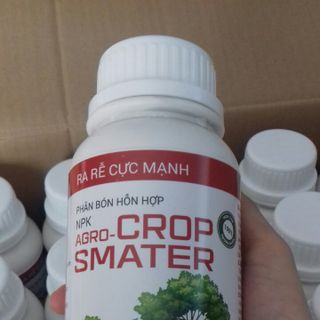 RA RỄ CỰC MẠNH
PHÂN BÓN HỖN HỢP
NPK
AGRO-CROP
SMATER